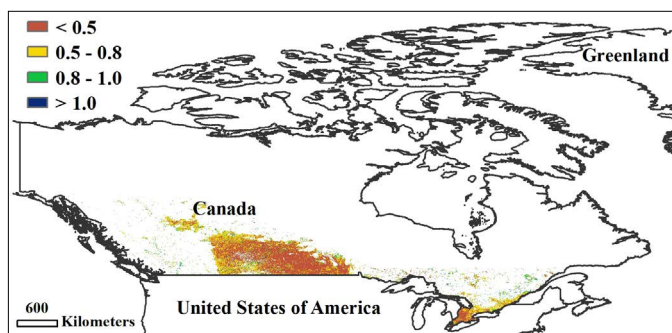 < 0.5
0.5 - 0.8
0.8 - 1.0
> 1.0
Greenland
Canada
United States of America
600
Kilometers